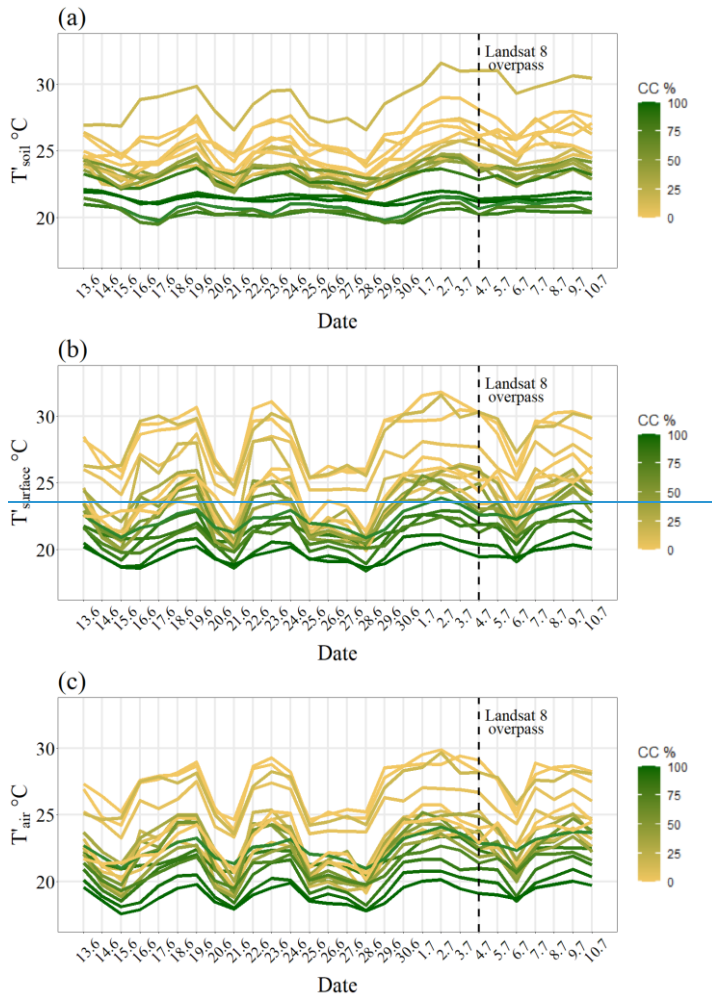 (a)
T'soil °C
30
25
20
Landsat 8
overpass
CC %
100
75
50
25
0
13.6 14.6 15.6 16.6 17.6 18.6 19.6 20.6 21.6 22.6 23.6 24.6 25.6 26.6 27.6 28.6 29.6 30.6 1.7 2.7 3.7 4.7 5.7 6.7 7.7 8.7 9.7 10.7
Date
(b)
T'surface °C
30
25
20
Landsat 8
overpass
CC %
100
75
50
25
0
13.6 14.6 15.6 16.6 17.6 18.6 19.6 20.6 21.6 22.6 23.6 24.6 25.6 26.6 27.6 28.6 29.6 30.6 1.7 2.7 3.7 4.7 5.7 6.7 7.7 8.7 9.7 10.7
Date
(c)
T'air °C
30
25
20
Landsat 8
overpass
CC %
100
75
50
25
0
13.6 14.6 15.6 16.6 17.6 18.6 19.6 20.6 21.6 22.6 23.6 24.6 25.6 26.6 27.6 28.6 29.6 30.6 1.7 2.7 3.7 4.7 5.7 6.7 7.7 8.7 9.7 10.7
Date